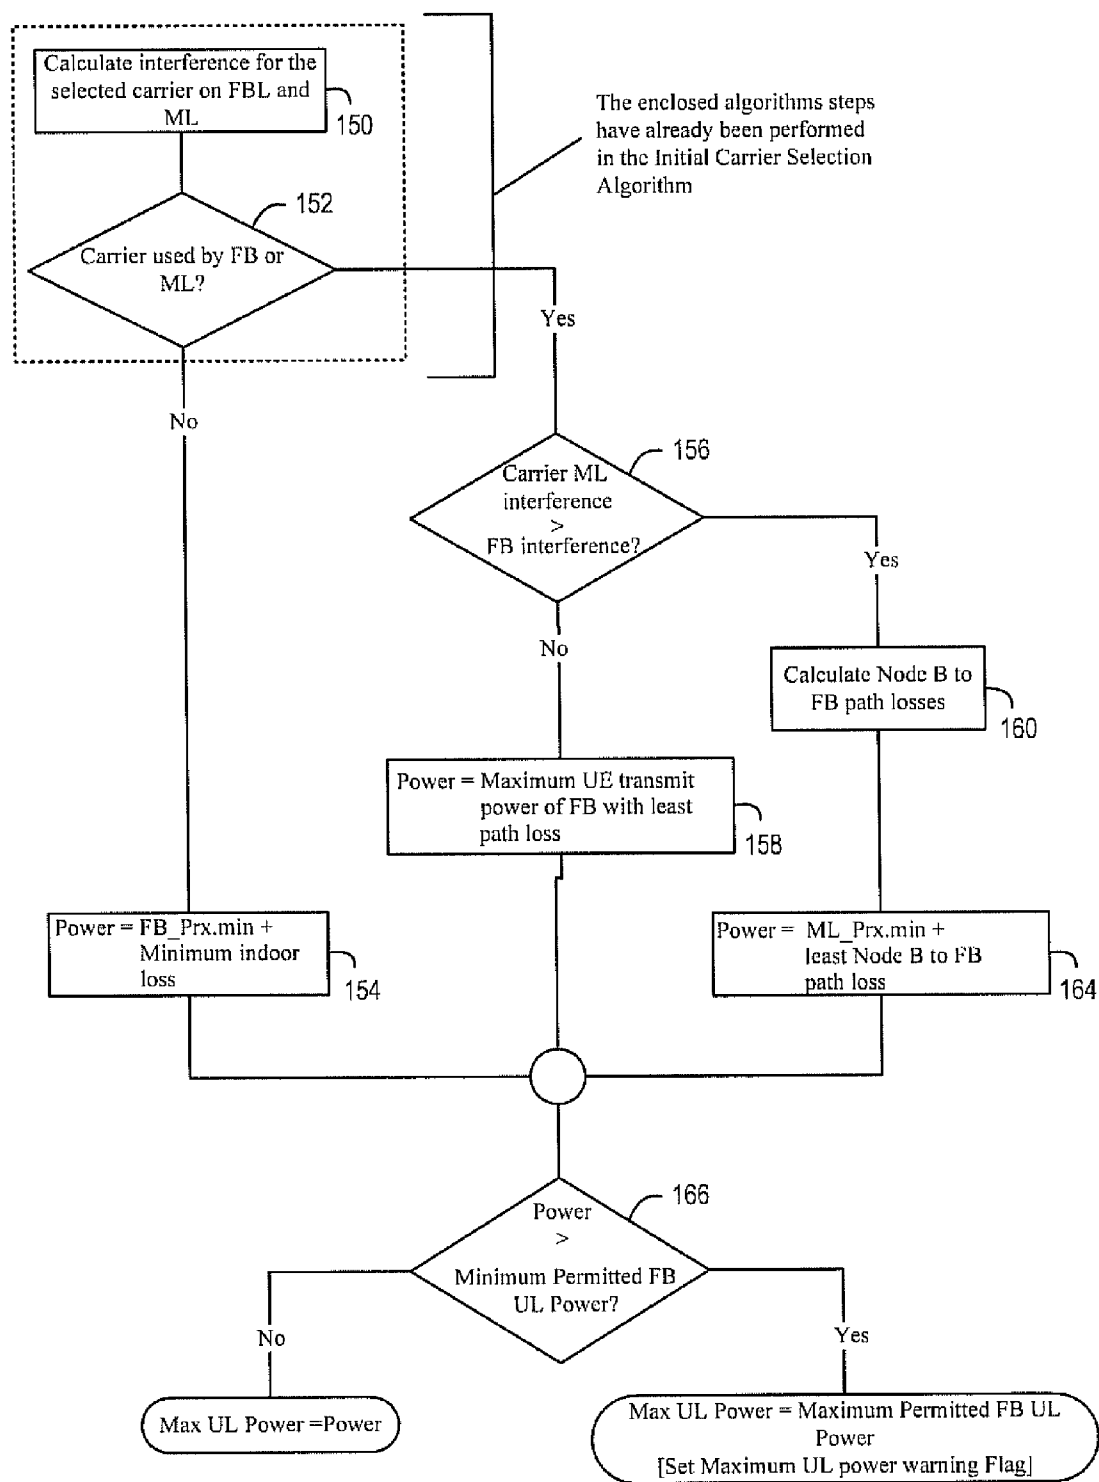 Calculate interference for the
selected carrier on FBL and
ML
150
The enclosed algorithms steps
have already been performed
in the Initial Carrier Selection
Algorithm
152
Carrier used by FB or
ML?
Yes
No
156
Carrier ML
interference
>
FB interference?
Yes
No
Calculate Node B to
FB path losses
160
Power = Maximum UE transmit
power of FB with least
path loss
158
Power = FB_Prx.min +
Minimum indoor
loss
154
Power = ML_Prx.min +
least Node B to FB
path loss
164
166
Power
>
Minimum Permitted FB
UL Power?
No
Yes
Max UL Power =Power
Max UL Power = Maximum Permitted FB UL
Power
[Set Maximum UL power warning Flag]